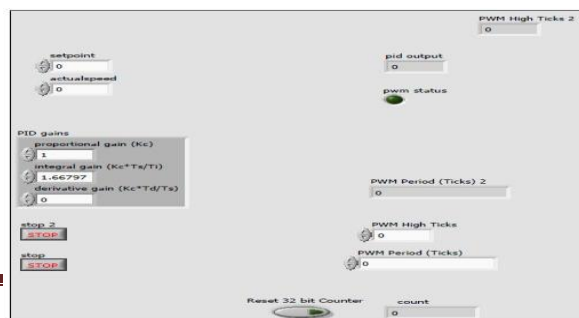 PWM High Ticks 2
0
setpoint
0
pid output
0
actualspeed
0
pwm status
PID gains
proportional gain (Kc)
1
integral gain (Kc*Ts/Ti)
1.66797
derivative gain (Kc*Td/Ts)
0
PWM Period (Ticks) 2
0
stop 2
STOP
PWM High Ticks
0
stop
STOP
PWM Period (Ticks)
0
Reset 32 bit Counter
count
0